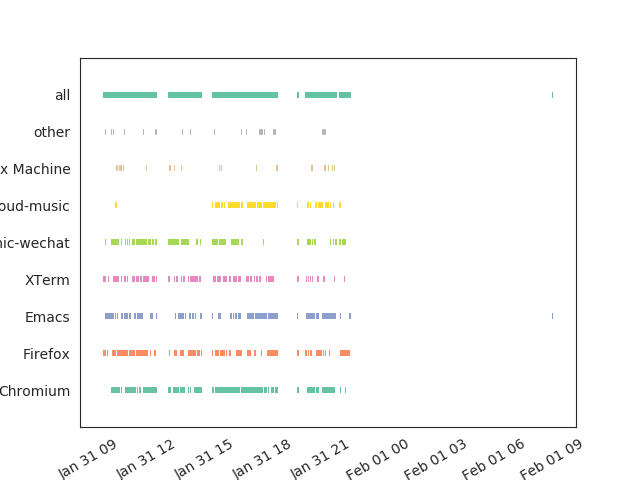 all
other
x Machine
oud-music
nic-wechat
XTerm
Emacs
Firefox
Chromium
Jan 31 09
Jan 31 12
Jan 31 15
Jan 31 18
Jan 31 21
Feb 01 00
Feb 01 03
Feb 01 06
Feb 01 09